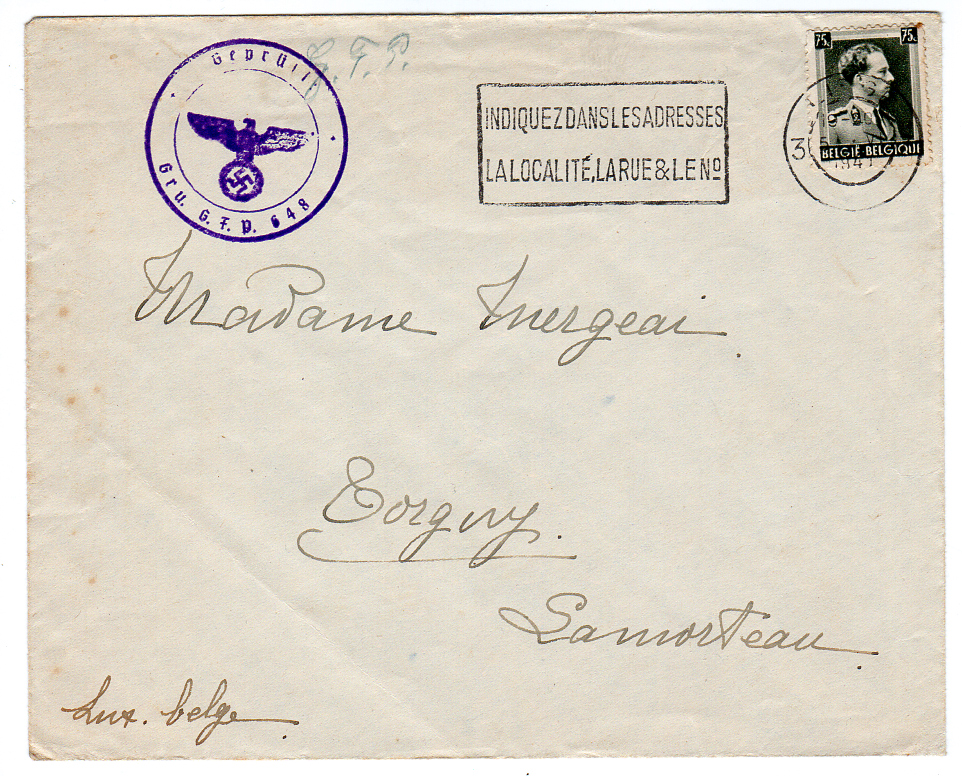 Geprüft
Gru. G. F. P. 648
G. F. P.
INDIQUEZ DANS LES ADRESSES
LA LOCALITÉ, LA RUE & LE Nº
75c 75c
BELGIE-BELGIQUE
1941
Madame Mergeai
Torgny.
Lamorteau.
Lux. belge